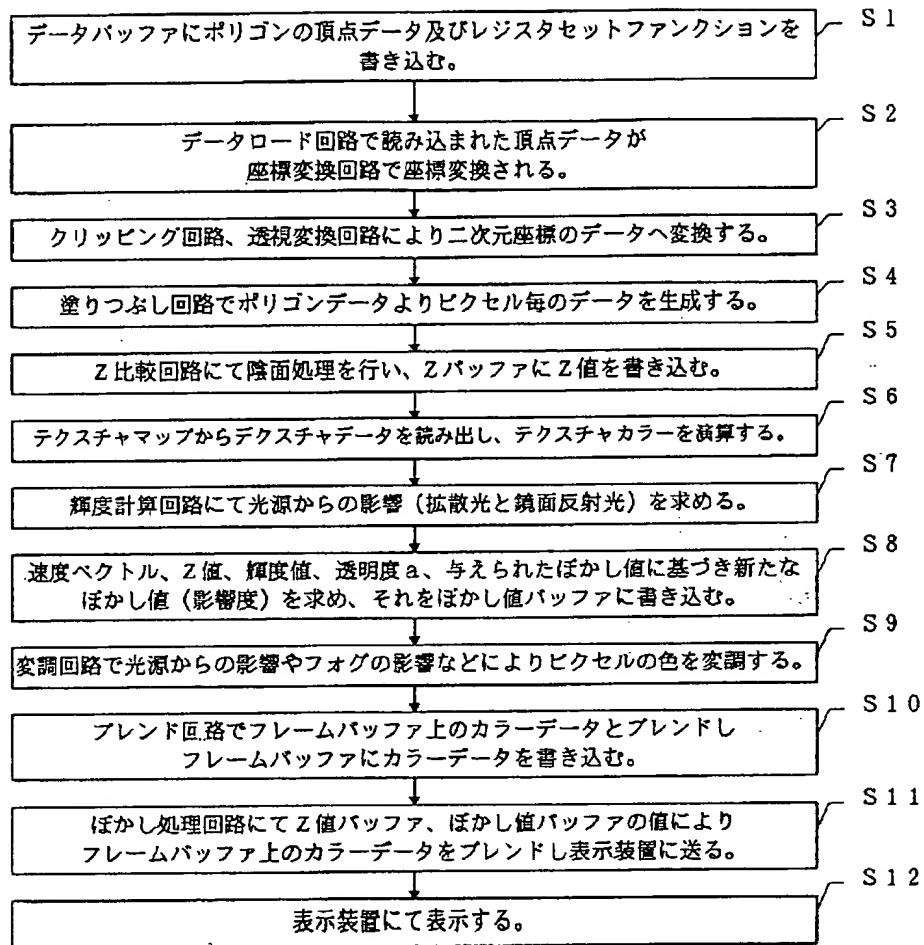 S1
データバッファにポリゴンの頂点データ及びレジスタセットファンクションを
書き込む。
S2
データロード回路で読み込まれた頂点データが
座標変換回路で座標変換される。
S3
クリッピング回路、透視変換回路により二次元座標のデータへ変換する。
S4
塗りつぶし回路でポリゴンデータよりピクセル毎のデータを生成する。
S5
Z比較回路にて陰面処理を行い、ZバッファにZ値を書き込む。
S6
テクスチャマップからデクスチャデータを読み出し、テクスチャカラーを演算する。
S7
輝度計算回路にて光源からの影響（拡散光と鏡面反射光）を求める。
S8
速度ベクトル、Z値、輝度値、透明度a、与えられたぼかし値に基づき新たな
ぼかし値（影響度）を求め、それをぼかし値バッファに書き込む。
S9
変調回路で光源からの影響やフォグの影響などによりピクセルの色を変調する。
S10
ブレンド回路でフレームバッファ上のカラーデータとブレンドし
フレームバッファにカラーデータを書き込む。
S11
ぼかし処理回路にてZ値バッファ、ぼかし値バッファの値により
フレームバッファ上のカラーデータをブレンドし表示装置に送る。
S12
表示装置にて表示する。